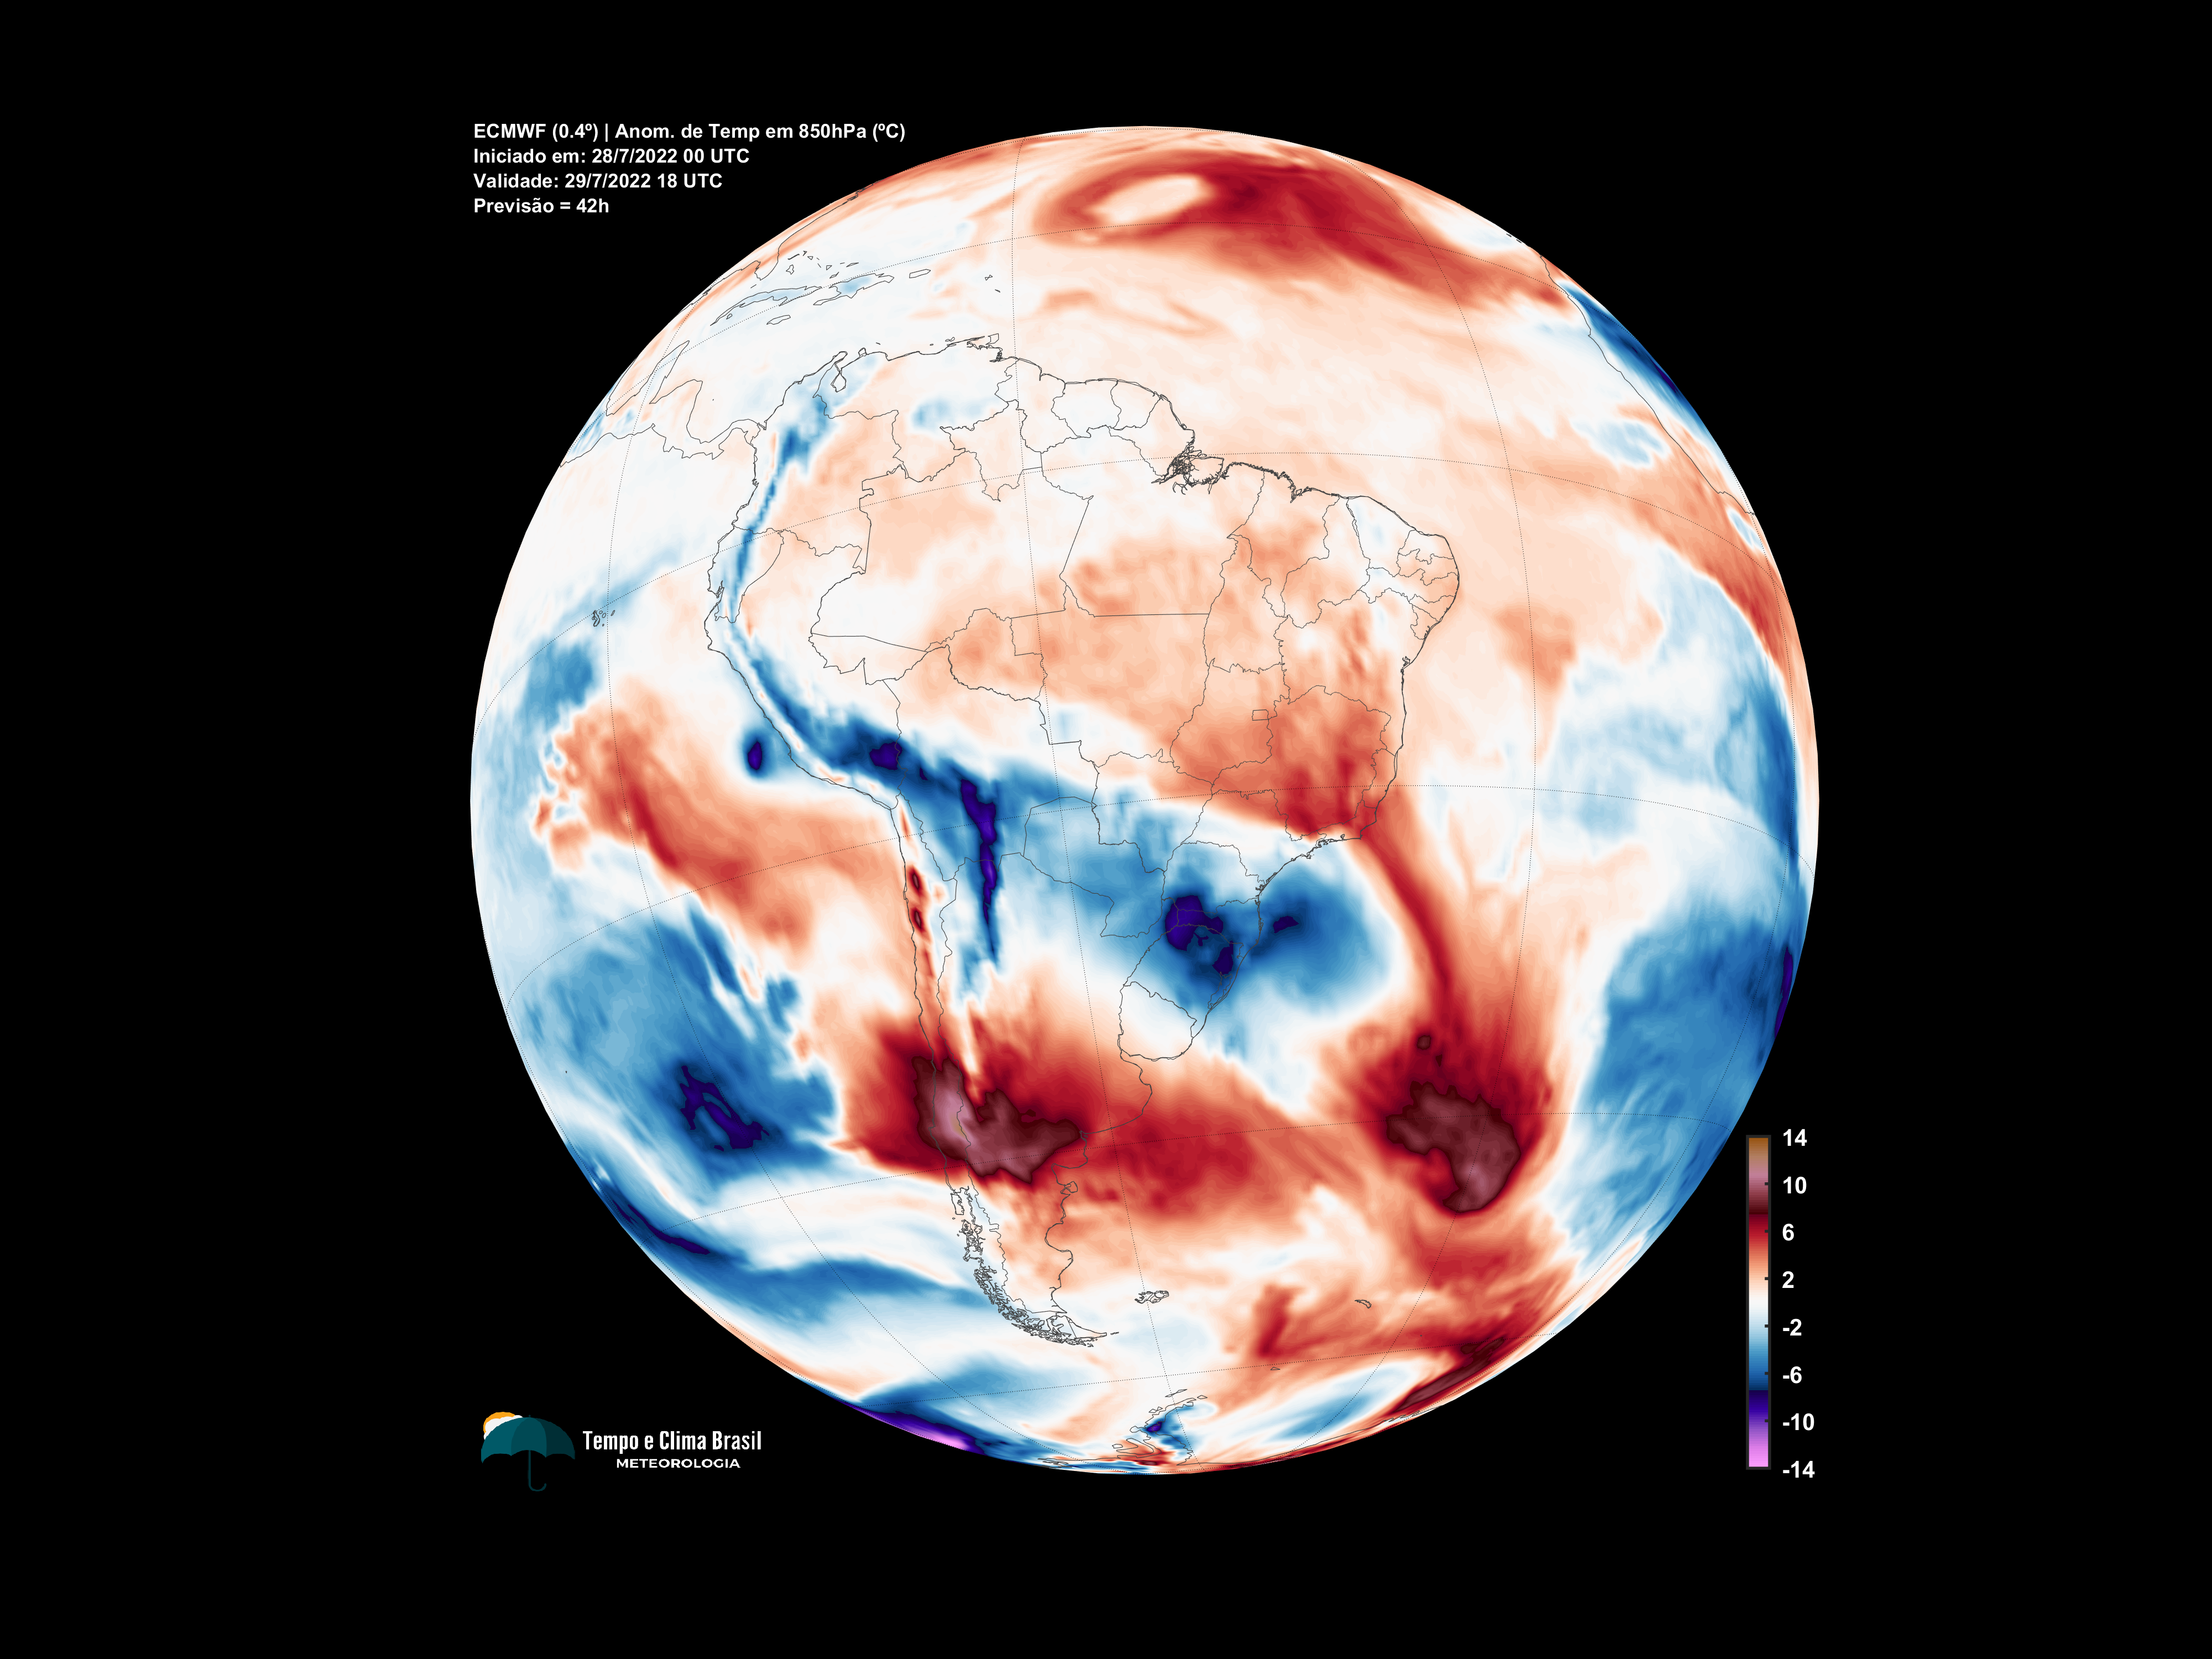 ECMWF (0.4º) | Anom. de Temp em 850hPa (ºC)
Iniciado em: 28/7/2022 00 UTC
Validade: 29/7/2022 18 UTC
Previsão = 42h
14
10
6
2
-2
-6
-10
-14
Tempo e Clima Brasil
METEOROLOGIA